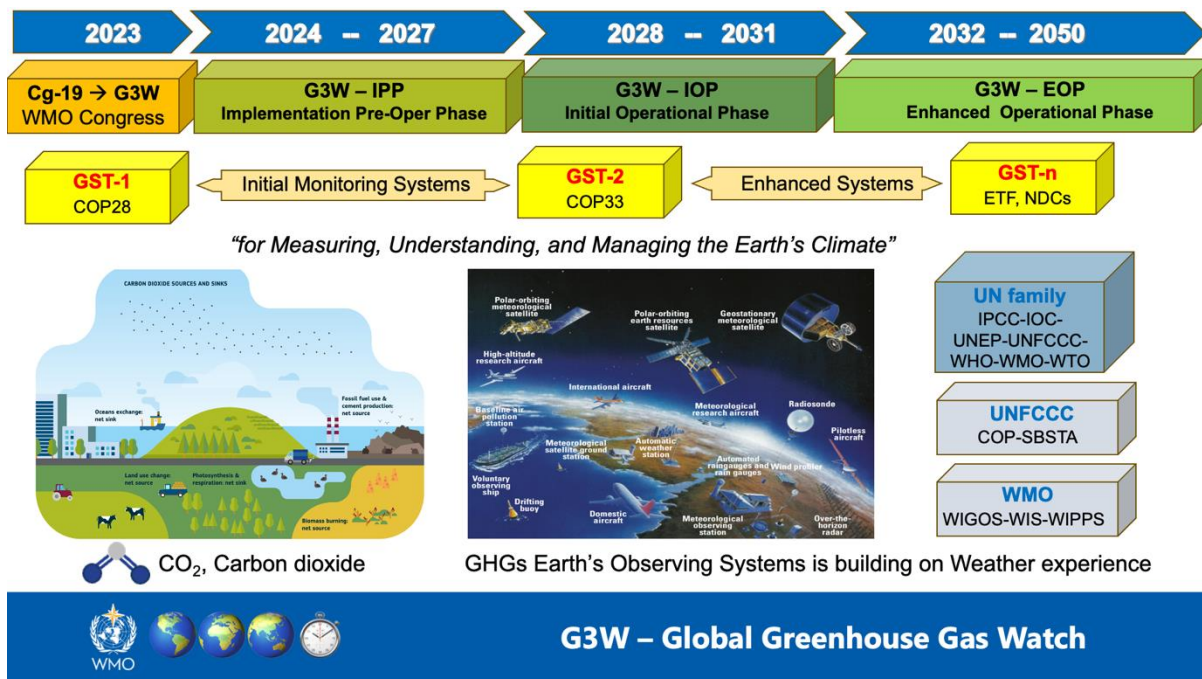 2023
2024 -- 2027
2028 -- 2031
2032 -- 2050
Cg-19 → G3W
WMO Congress
G3W – IPP
Implementation Pre-Oper Phase
G3W – IOP
Initial Operational Phase
G3W – EOP
Enhanced Operational Phase
GST-1
COP28
Initial Monitoring Systems
GST-2
COP33
Enhanced Systems
GST-n
ETF, NDCs
“for Measuring, Understanding, and Managing the Earth’s Climate”
CARBON DIOXIDE SOURCES AND SINKS
Oceans exchange:
net sink
Fossil fuel use &
cement production:
net source
Land use change:
net source
Photosynthesis &
respiration: net sink
Biomass burning:
net source
Polar-orbiting
meteorological
satellite
Polar-orbiting
earth resources
satellite
Geostationary
meteorological
satellite
High-altitude
research aircraft
International aircraft
Baseline air
pollution
station
Meteorological
research aircraft
Radiosonde
Meteorological
satellite ground
station
Automatic
weather
station
Pilotless
aircraft
Automated
raingauges and
rain gauges
Wind profiler
Voluntary
observing
ship
Drifting
buoy
Domestic
aircraft
Meteorological
observing
station
Over-the-
horizon
radar
UN family
IPCC-IOC-
UNEP-UNFCCC-
WHO-WMO-WTO
UNFCCC
COP-SBSTA
WMO
WIGOS-WIS-WIPPS
CO₂, Carbon dioxide
GHGs Earth’s Observing Systems is building on Weather experience
WMO
G3W – Global Greenhouse Gas Watch